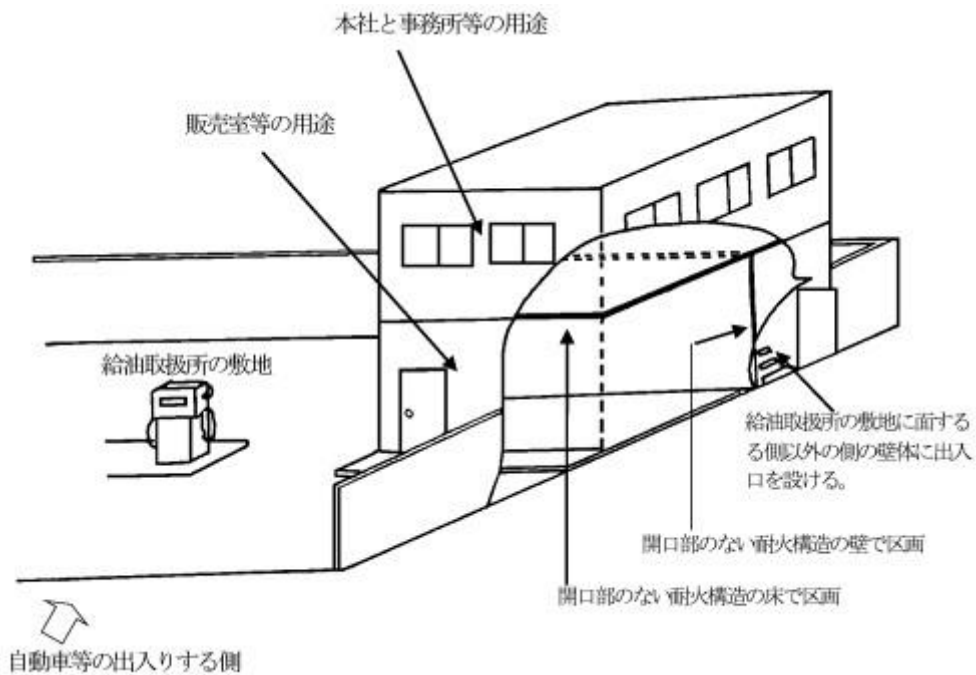 本社と事務所等の用途
販売室等の用途
給油取扱所の敷地
給油取扱所の敷地に面する
る側以外の側の壁体に出入
口を設ける。
開口部のない耐火構造の壁で区画
開口部のない耐火構造の床で区画
自動車等の出入りする側